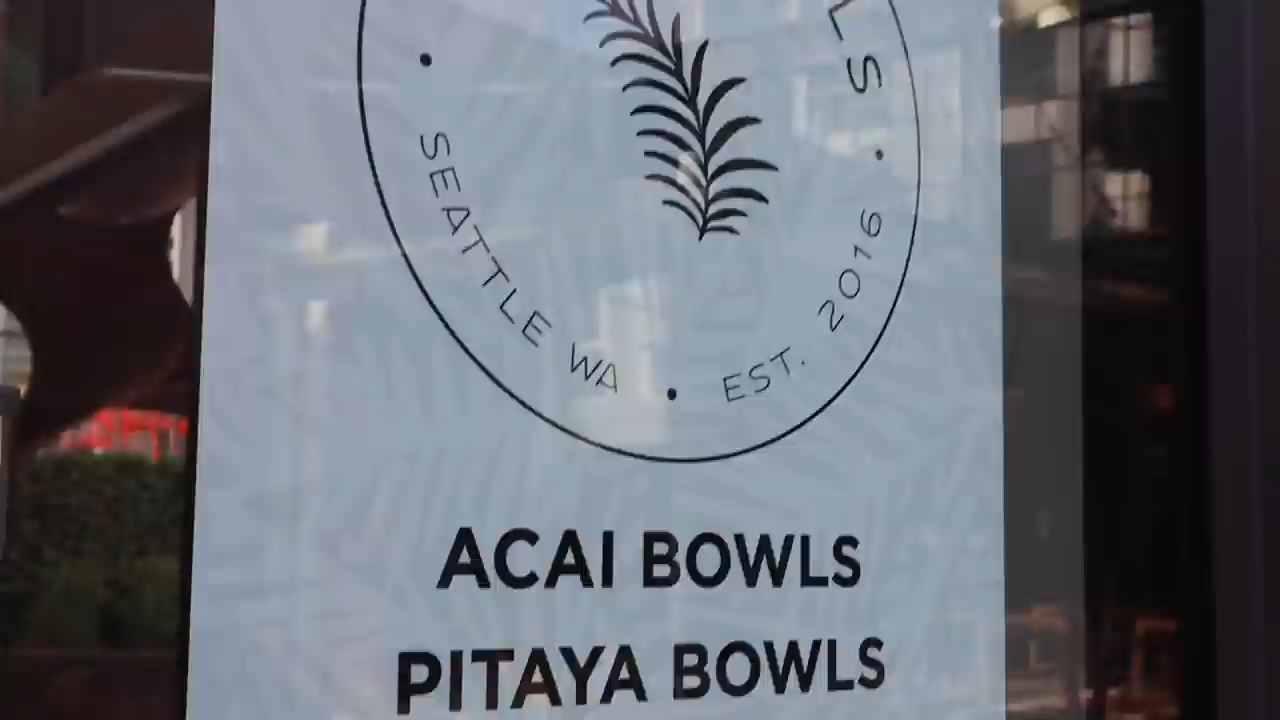 SEATTLE WA • EST. 2016 •
ACAI BOWLS
PITAYA BOWLS